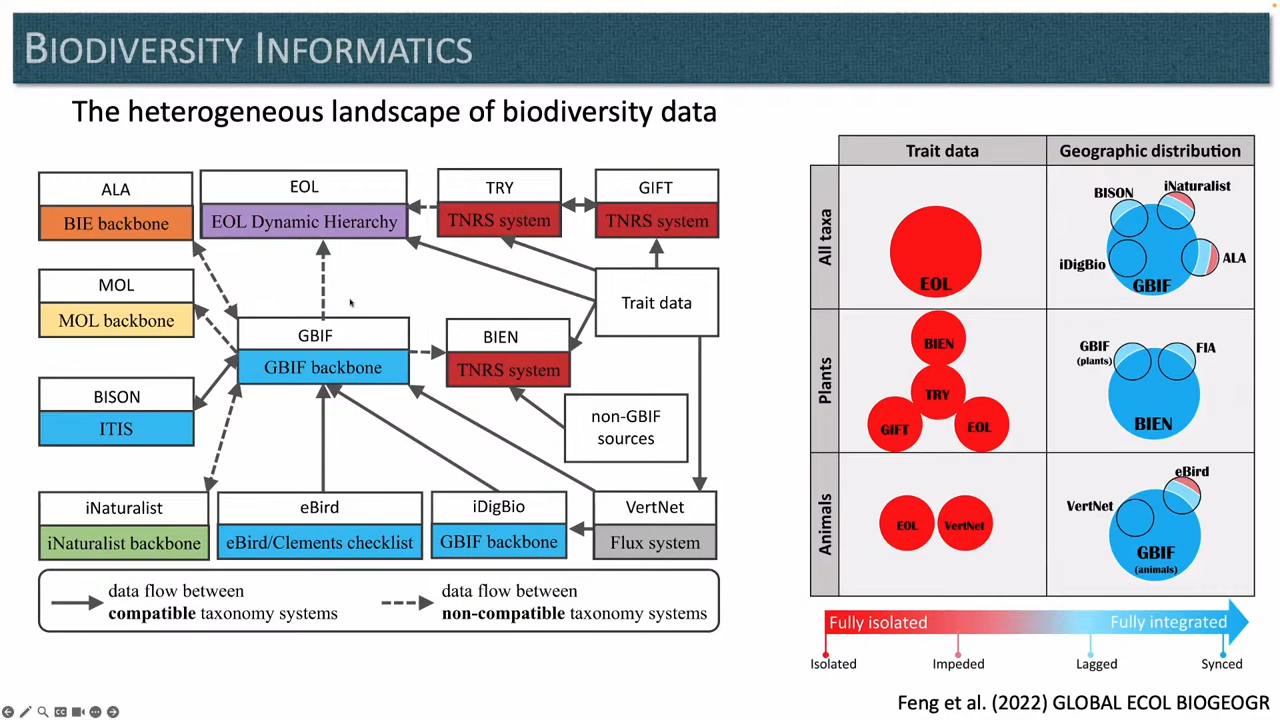 BIODIVERSITY INFORMATICS
The heterogeneous landscape of biodiversity data
ALA
BIE backbone
EOL
EOL Dynamic Hierarchy
TRY
TNRS system
GIFT
TNRS system
MOL
MOL backbone
GBIF
GBIF backbone
BIEN
TNRS system
Trait data
BISON
ITIS
non-GBIF
sources
iNaturalist
iNaturalist backbone
eBird
eBird/Clements checklist
iDigBio
GBIF backbone
VertNet
Flux system
data flow between
compatible taxonomy systems
data flow between
non-compatible taxonomy systems
Trait data
Geographic distribution
All taxa
EOL
BISON
iNaturalist
iDigBio
ALA
GBIF
Plants
BIEN
TRY
GIFT
EOL
GBIF
(plants)
FIA
BIEN
Animals
EOL
VertNet
eBird
VertNet
GBIF
(animals)
Fully isolated
Fully integrated
Isolated
Impeded
Lagged
Synced
Feng et al. (2022) GLOBAL ECOL BIOGEOGR
CC